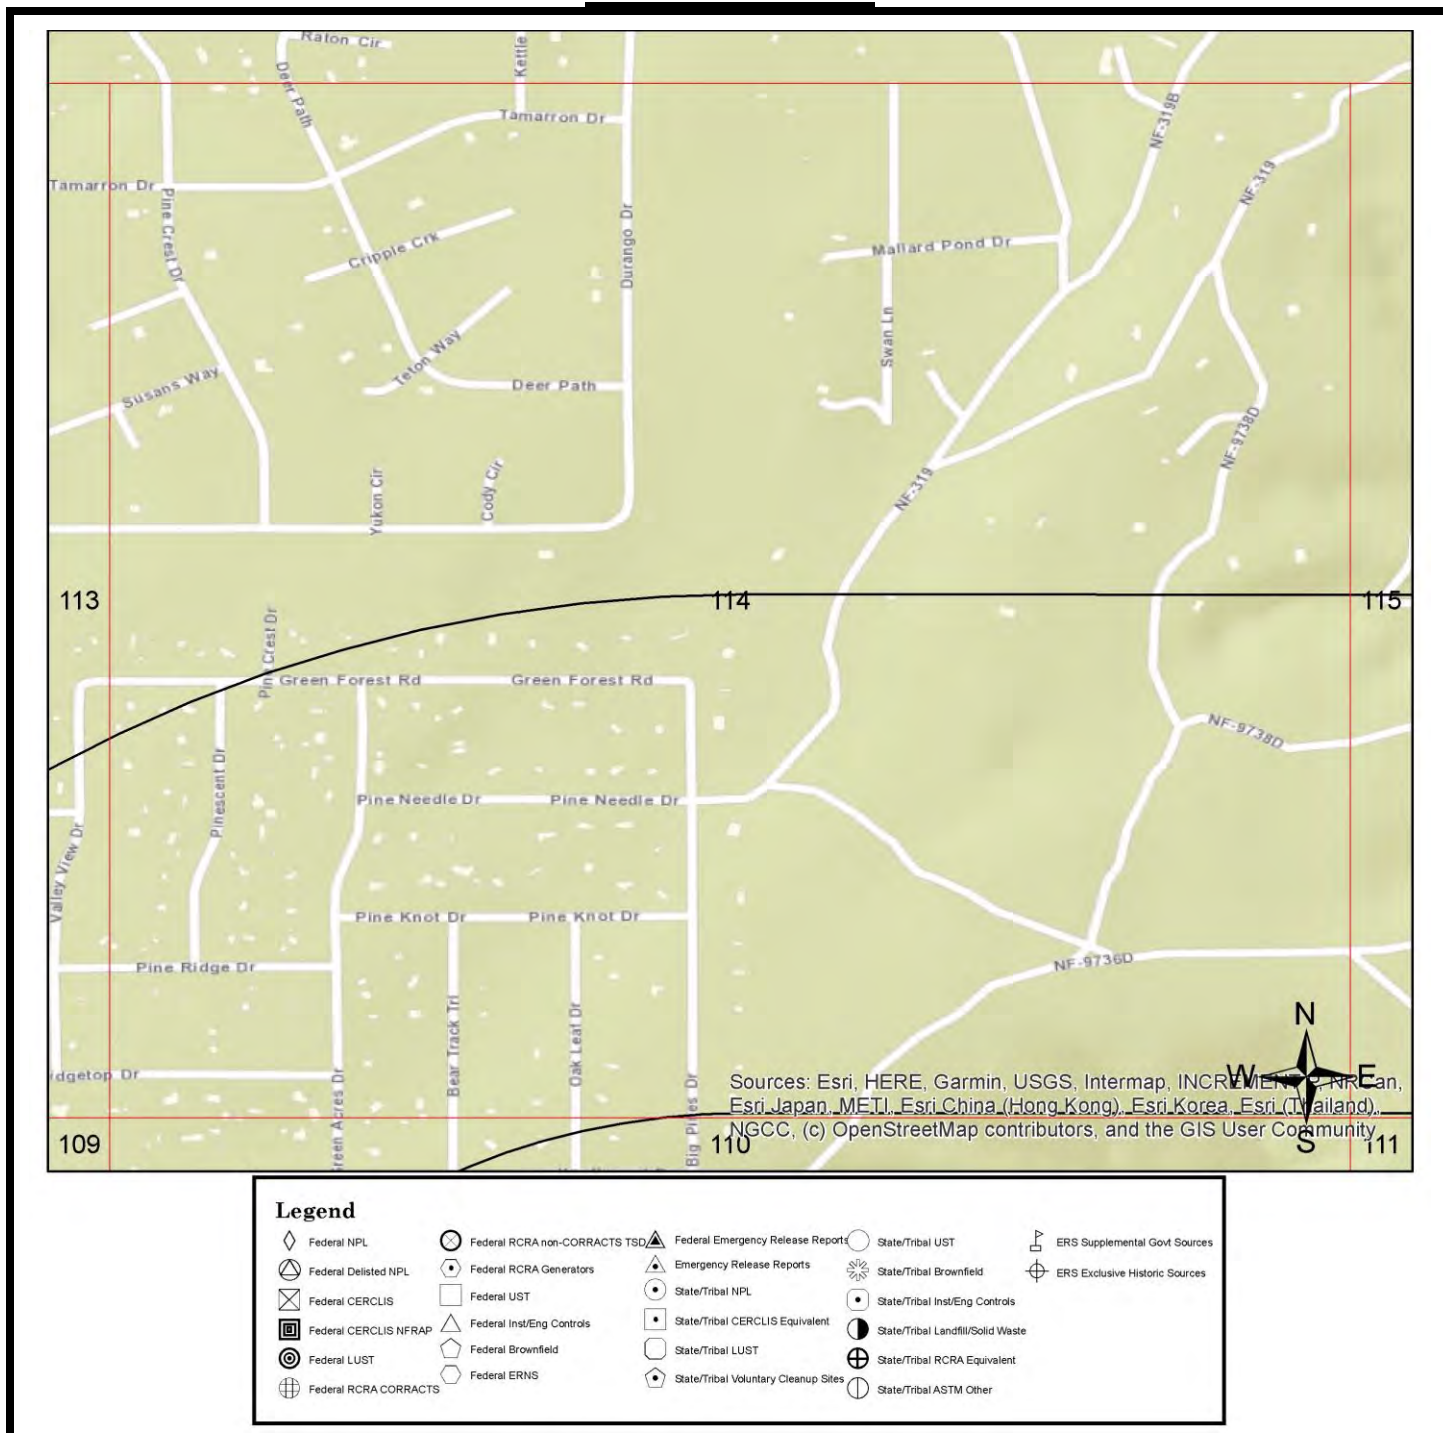 Raton Cir
Kettle
Deer Path
Tamarron Dr
NF-319B
Tamarron Dr
NF-319
Pine Crest Dr
Durango Dr
Cripple Crk
Mallard Pond Dr
Swan Ln
Teton Way
Susans Way
Deer Path
NF-9738D
Yukon Cir
Cody Cir
NF-319
113
114
115
Pine Crest Dr
Green Forest Rd
Green Forest Rd
NF-9738D
Pinescent Dr
Pine Needle Dr
Pine Needle Dr
Valley View Dr
Pine Knot Dr
Pine Knot Dr
Pine Ridge Dr
NF-9736D
Bear Track Trl
Oak Leaf Dr
dgetop Dr
reen Acres Dr
Big Pines Dr
N
W
E
S
Sources: Esri, HERE, Garmin, USGS, Intermap,
Esri Japan, METI, Esri China (Hong Kong), Esri Korea, Esri (Thailand),
NGCC, (c) OpenStreetMap contributors, and the GIS User Community
109
110
111
Legend
Federal NPL
Federal Delisted NPL
Federal CERCLIS
Federal CERCLIS NFRAP
Federal LUST
Federal RCRA CORRACTS
Federal RCRA non-CORRACTS TSD
Federal RCRA Generators
Federal UST
Federal Inst/Eng Controls
Federal Brownfield
Federal ERNS
Federal Emergency Release Reports
Emergency Release Reports
State/Tribal NPL
State/Tribal CERCLIS Equivalent
State/Tribal LUST
State/Tribal Voluntary Cleanup Sites
State/Tribal UST
State/Tribal Brownfield
State/Tribal Inst/Eng Controls
State/Tribal Landfill/Solid Waste
State/Tribal RCRA Equivalent
State/Tribal ASTM Other
ERS Supplemental Govt Sources
ERS Exclusive Historic Sources